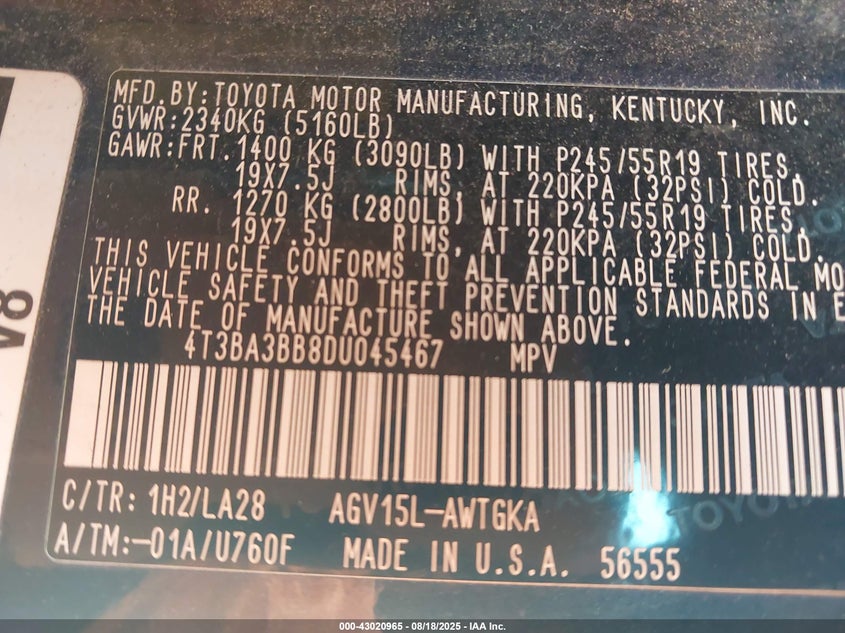 MFD.BY:TOYOTA MOTOR MANUFACTURING, KENTUCKY, INC.
GVWR:2340KG (5160LB)
GAWR:FRT. 1400 KG (3090LB) WITH P245/55R19 TIRES,
19X7.5J RIMS, AT 220KPA (32PSI) COLD.
RR. 1270 KG (2800LB) WITH P245/55R19 TIRES,
19X7.5J RIMS, AT 220KPA (32PSI) COLD.
THIS VEHICLE CONFORMS TO ALL APPLICABLE FEDERAL MO
VEHICLE SAFETY AND THEFT PREVENTION STANDARDS IN E
THE DATE OF MANUFACTURE SHOWN ABOVE.
4T3BA3BB8DU045467 MPV
C/TR: 1H2/LA28 AGV15L-AWTGKA
A/TM:-01A/U760F MADE IN U.S.A. 56555
V8
TOYOTA
000-43020965 - 08/18/2025 - IAA Inc.